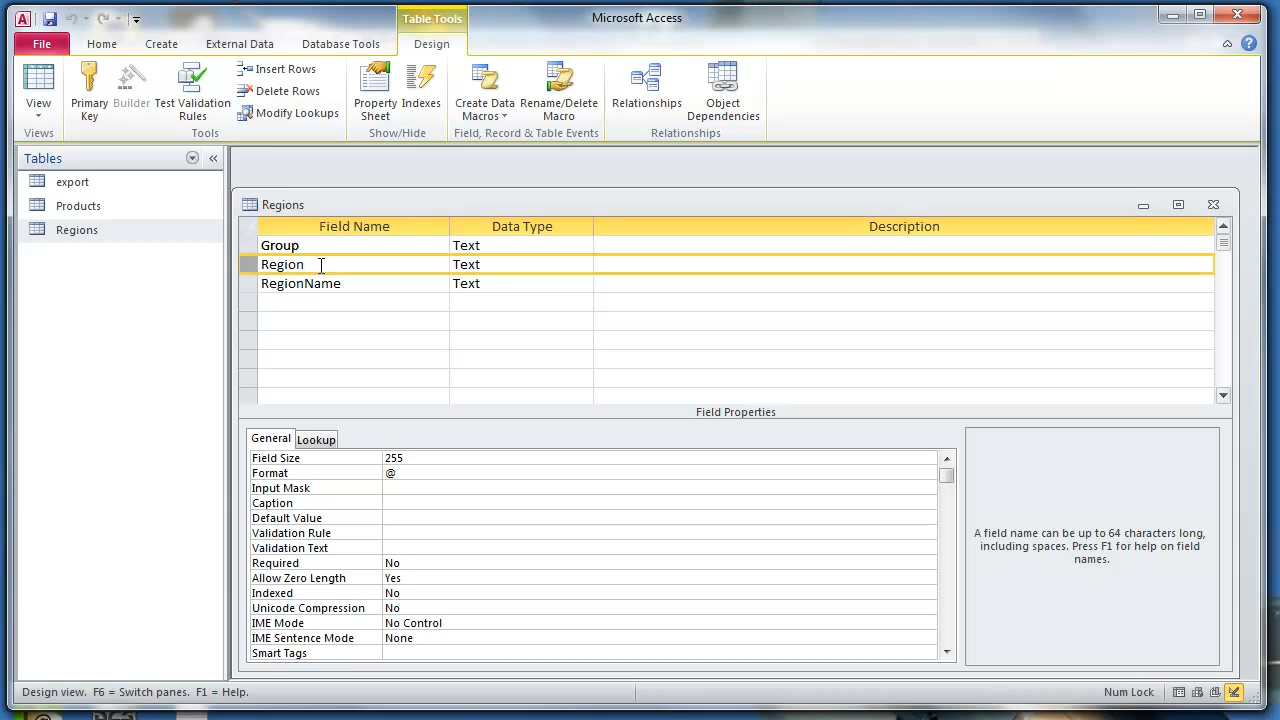 Table Tools
Microsoft Access
File Home Create External Data Database Tools Design
View
Primary Key
Builder
Test Validation Rules
Insert Rows
Delete Rows
Modify Lookups
Property Sheet
Indexes
Create Data Macros
Rename/Delete Macro
Relationships
Object Dependencies
Views
Tools
Show/Hide
Field, Record & Table Events
Relationships
Tables
export
Products
Regions
Regions
Field Name Data Type Description
Group Text
Region Text
RegionName Text
Field Properties
General Lookup
Field Size 255
Format @
Input Mask
Caption
Default Value
Validation Rule
Validation Text
Required No
Allow Zero Length Yes
Indexed No
Unicode Compression No
IME Mode No Control
IME Sentence Mode None
Smart Tags
A field name can be up to 64 characters long,
including spaces. Press F1 for help on field
names.
Design view. F6 = Switch panes. F1 = Help.
Num Lock